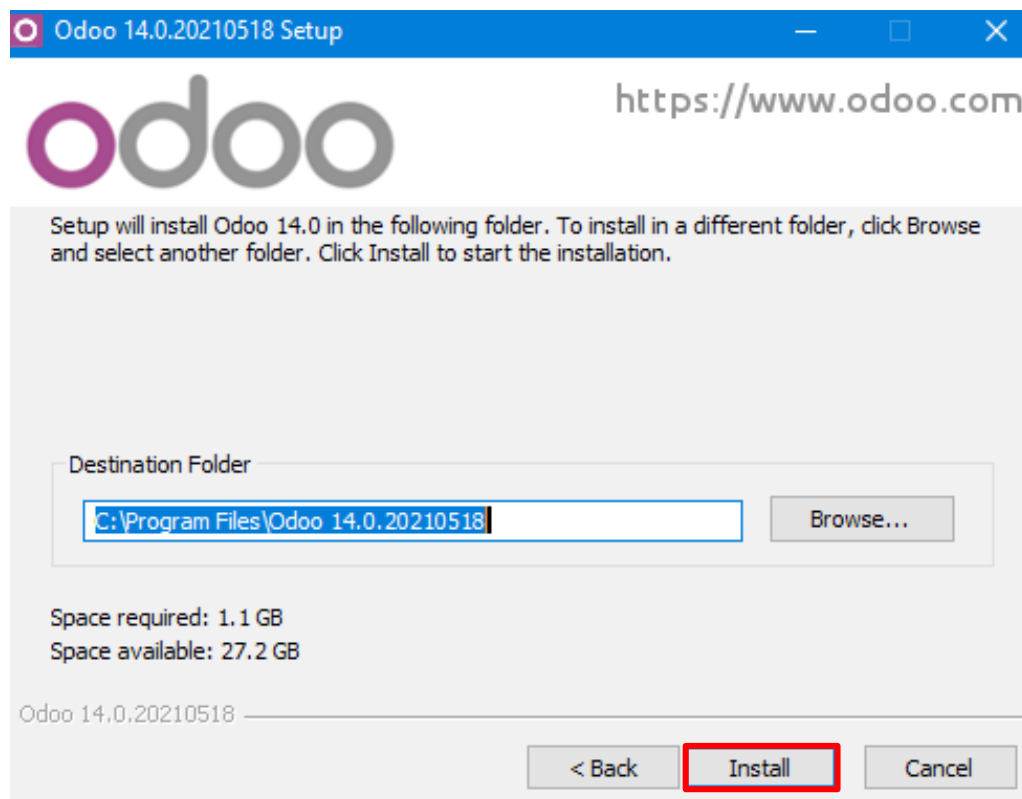 Odoo 14.0.20210518 Setup
odoo
https://www.odoo.com
Setup will install Odoo 14.0 in the following folder. To install in a different folder, click Browse
and select another folder. Click Install to start the installation.
Destination Folder
C:\Program Files\Odoo 14.0.20210518
Browse...
Space required: 1.1 GB
Space available: 27.2 GB
Odoo 14.0.20210518
< Back
Install
Cancel